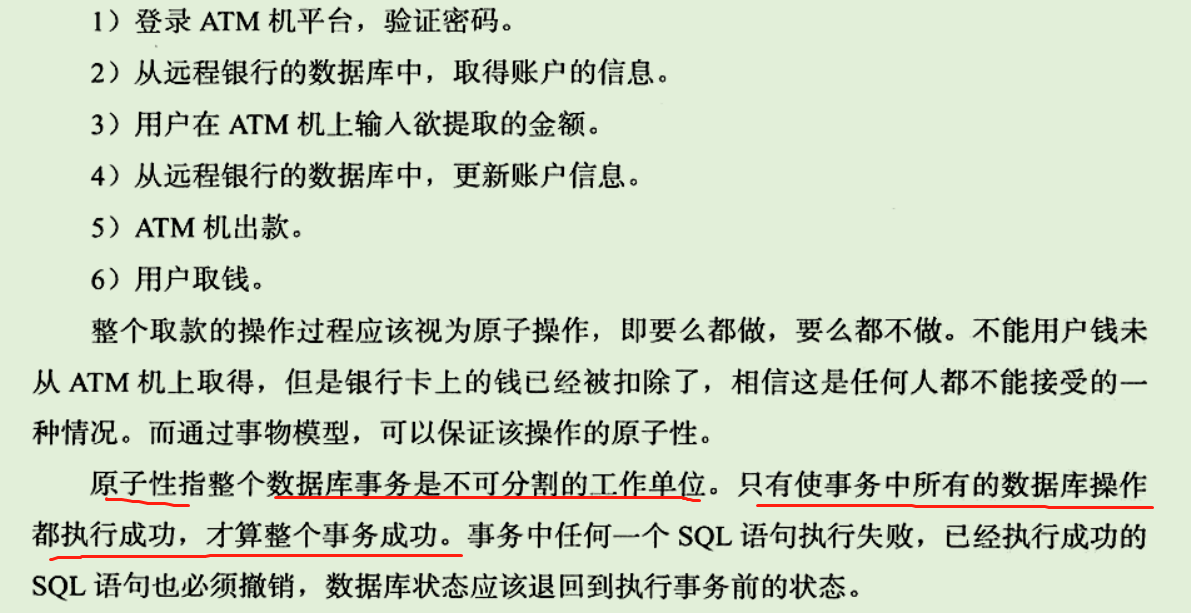 1）登录 ATM 机平台，验证密码。
2）从远程银行的数据库中，取得账户的信息。
3）用户在 ATM 机上输入欲提取的金额。
4）从远程银行的数据库中，更新账户信息。
5）ATM 机出款。
6）用户取钱。
整个取款的操作过程应该视为原子操作，即要么都做，要么都不做。不能用户钱未
从 ATM 机上取得，但是银行卡上的钱已经被扣除了，相信这是任何人都不能接受的一
种情况。而通过事物模型，可以保证该操作的原子性。
原子性指整个数据库事务是不可分割的工作单位。只有使事务中所有的数据库操作
都执行成功，才算整个事务成功。事务中任何一个 SQL 语句执行失败，已经执行成功的
SQL 语句也必须撤销，数据库状态应该退回到执行事务前的状态。